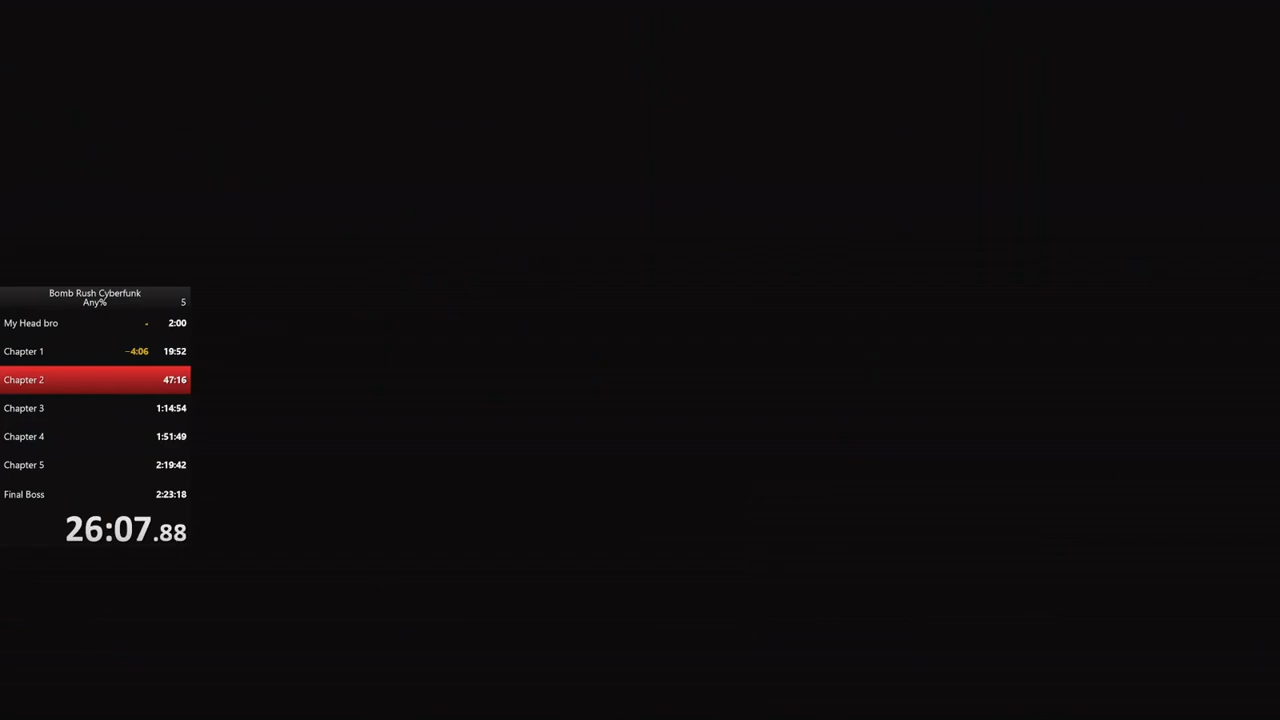 Bomb Rush Cyberfunk
Any% 5
My Head bro - 2:00
Chapter 1 −4:06 19:52
Chapter 2 47:16
Chapter 3 1:14:54
Chapter 4 1:51:49
Chapter 5 2:19:42
Final Boss 2:23:18
26:07.88